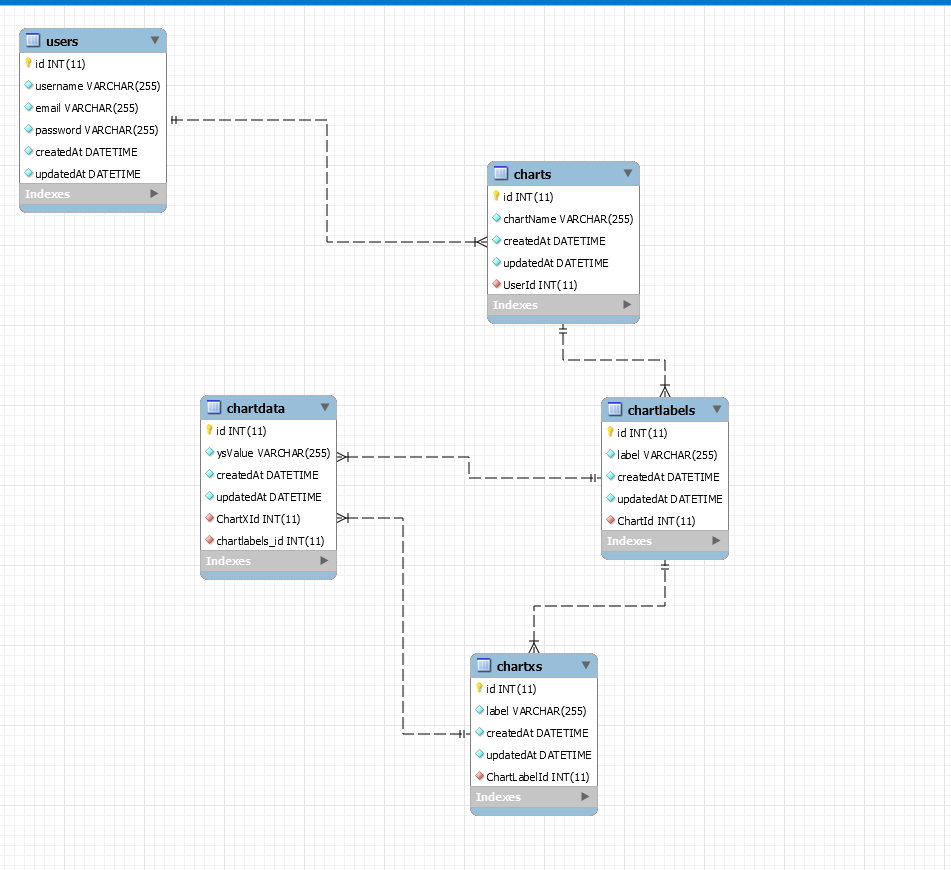 users
id INT(11)
username VARCHAR(255)
email VARCHAR(255)
password VARCHAR(255)
createdAt DATETIME
updatedAt DATETIME
Indexes
charts
id INT(11)
chartName VARCHAR(255)
createdAt DATETIME
updatedAt DATETIME
UserId INT(11)
Indexes
chartdata
id INT(11)
ysValue VARCHAR(255)
createdAt DATETIME
updatedAt DATETIME
ChartXId INT(11)
chartlabels_id INT(11)
Indexes
chartlabels
id INT(11)
label VARCHAR(255)
createdAt DATETIME
updatedAt DATETIME
ChartId INT(11)
Indexes
chartxs
id INT(11)
label VARCHAR(255)
createdAt DATETIME
updatedAt DATETIME
ChartLabelId INT(11)
Indexes